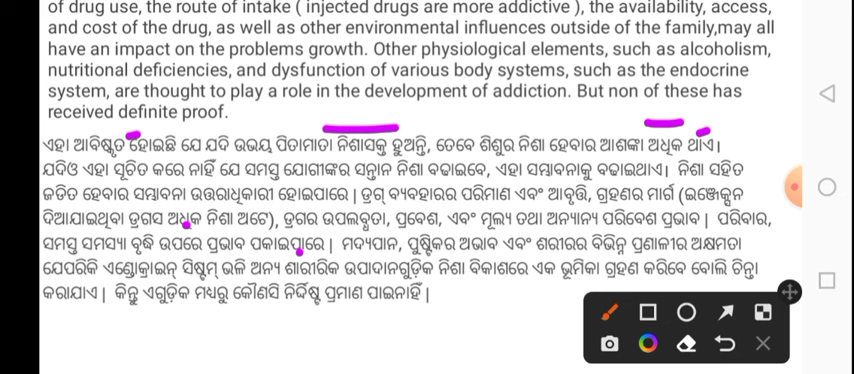 of drug use, the route of intake ( injected drugs are more addictive ), the availability, access,
and cost of the drug, as well as other environmental influences outside of the family,may all
have an impact on the problems growth. Other physiological elements, such as alcoholism,
nutritional deficiencies, and dysfunction of various body systems, such as the endocrine
system, are thought to play a role in the development of addiction. But non of these has
received definite proof.
ଏହା ଆବିଷ୍କୃତ ହୋଇଛି ଯେ ଯଦି ଉଭୟ ପିତାମାତା ନିଶାସକ୍ତ ହୁଅନ୍ତି, ତେବେ ଶିଶୁର ନିଶା ହେବାର ଆଶଙ୍କା ଅଧିକ ଥାଏ।
ଯଦିଓ ଏହା ସୂଚିତ କରେ ନାହିଁ ଯେ ସମସ୍ତ ଯୋଗୀଙ୍କର ସନ୍ତାନ ନିଶା ବଢାଇବେ, ଏହା ସମ୍ଭାବନାକୁ ବଢାଇଥାଏ। ନିଶା ସହିତ
ଜଡିତ ହେବାର ସମ୍ଭାବନା ଉତ୍ତରାଧିକାରୀ ହୋଇପାରେ | ଡ୍ରଗ୍ ବ୍ୟବହାରର ପରିମାଣ ଏବଂ ଆବୃତ୍ତି, ଗ୍ରହଣର ମାର୍ଗ (ଇଞ୍ଜେକ୍ସନ
ଦିଆଯାଇଥିବା ଡ୍ରଗସ ଅଧିକ ନିଶା ଅଟେ), ଡ୍ରଗର ଉପଲବ୍ଧତା, ପ୍ରବେଶ, ଏବଂ ମୂଲ୍ୟ ତଥା ଅନ୍ୟାନ୍ୟ ପରିବେଶ ପ୍ରଭାବ | ପରିବାର,
ସମସ୍ତ ସମସ୍ୟା ବୃଦ୍ଧି ଉପରେ ପ୍ରଭାବ ପକାଇପାରେ | ମଦ୍ୟପାନ, ପୁଷ୍ଟିକର ଅଭାବ ଏବଂ ଶରୀରର ବିଭିନ୍ନ ପ୍ରଣାଳୀର ଅକ୍ଷମତା
ଯେପରିକି ଏଣ୍ଡୋକ୍ରାଇନ୍ ସିଷ୍ଟମ୍ ଭଳି ଅନ୍ୟ ଶାରୀରିକ ଉପାଦାନଗୁଡ଼ିକ ନିଶା ବିକାଶରେ ଏକ ଭୂମିକା ଗ୍ରହଣ କରିବେ ବୋଲି ଚିନ୍ତା
କରାଯାଏ | କିନ୍ତୁ ଏଗୁଡ଼ିକ ମଧ୍ୟରୁ କୌଣସି ନିର୍ଦ୍ଦିଷ୍ଟ ପ୍ରମାଣ ପାଇନାହିଁ |